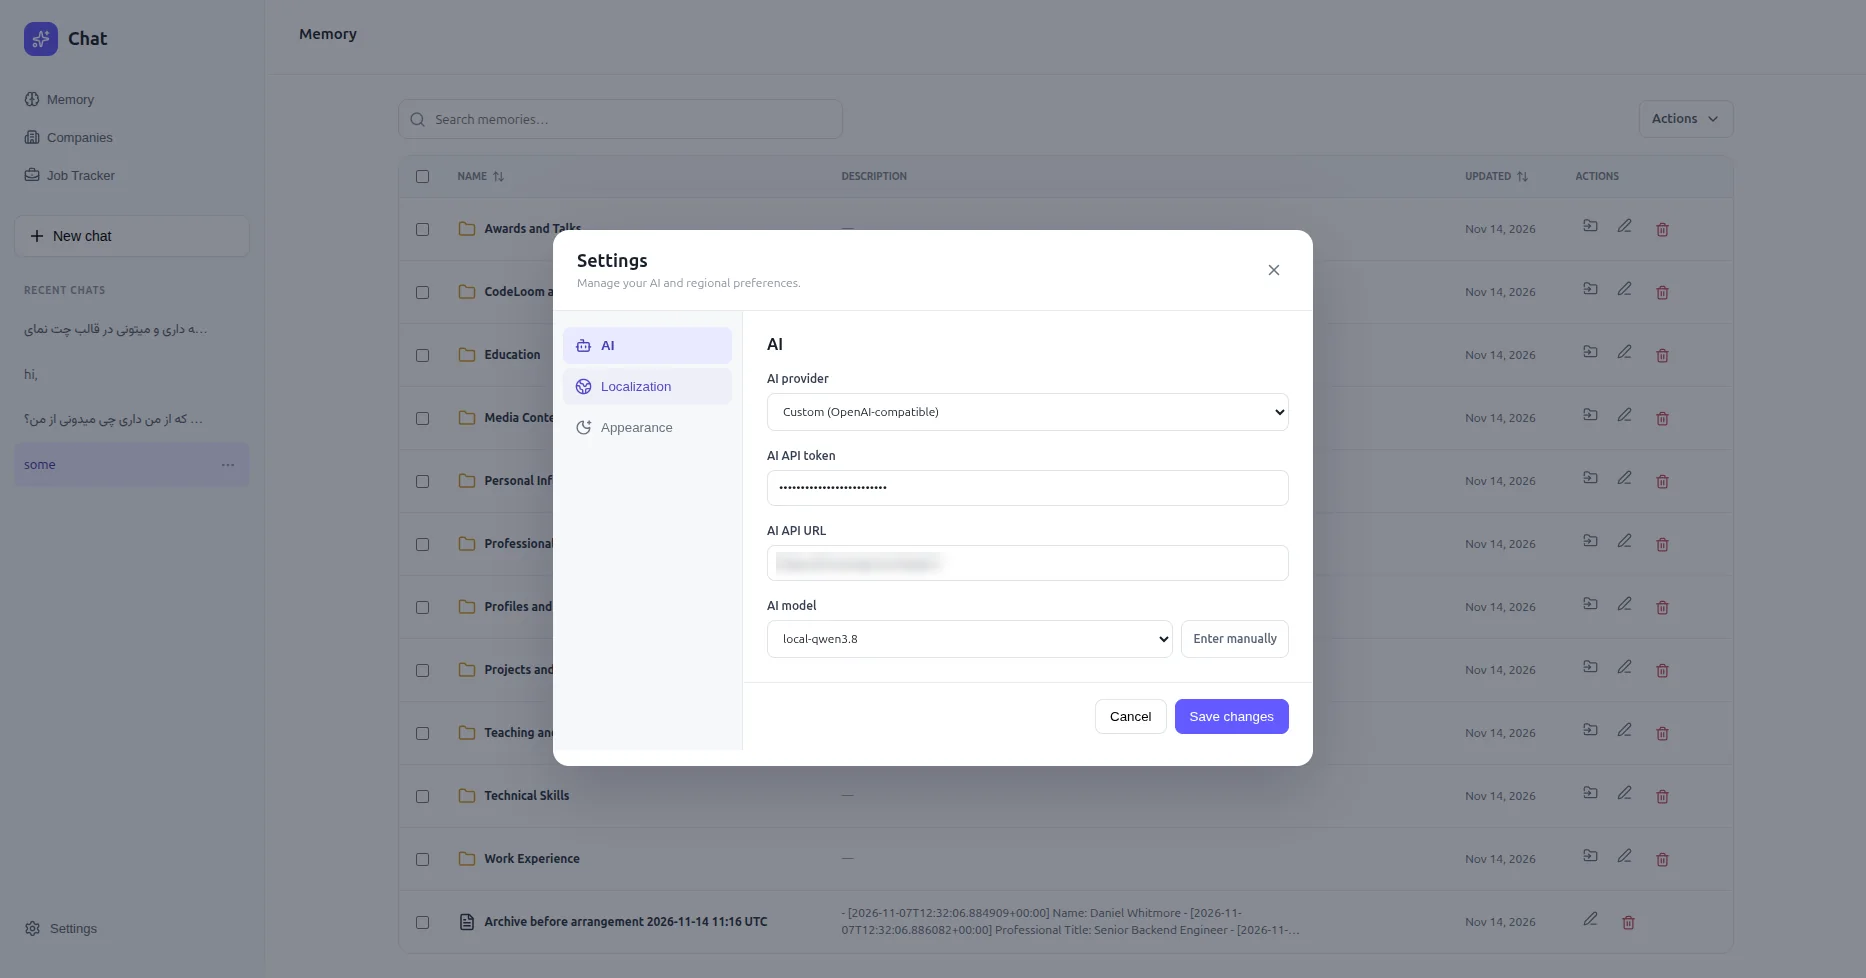 Chat
Memory
Companies
Job Tracker
New chat
RECENT CHATS
ه داری و میتونی در قالب چت نمای...
hi,
که از من داری چی میدونی از من؟ ...
some
Settings
Memory
Search memories...
Actions
NAME DESCRIPTION UPDATED ACTIONS
Awards and Talks — Nov 14, 2026
CodeLoom a Nov 14, 2026
Education Nov 14, 2026
Media Conte Nov 14, 2026
Personal Inf Nov 14, 2026
Professional Nov 14, 2026
Profiles and Nov 14, 2026
Projects and Nov 14, 2026
Teaching and Nov 14, 2026
Technical Skills — Nov 14, 2026
Work Experience — Nov 14, 2026
Archive before arrangement 2026-11-14 11:16 UTC
- [2026-11-07T12:32:06.884909+00:00] Name: Daniel Whitmore - [2026-11-
07T12:32:06.886082+00:00] Professional Title: Senior Backend Engineer - [2026-11-...
Nov 14, 2026
Settings
Manage your AI and regional preferences.
AI
Localization
Appearance
AI
AI provider
Custom (OpenAI-compatible)
AI API token
AI API URL
AI model
local-qwen3.8
Enter manually
Cancel
Save changes